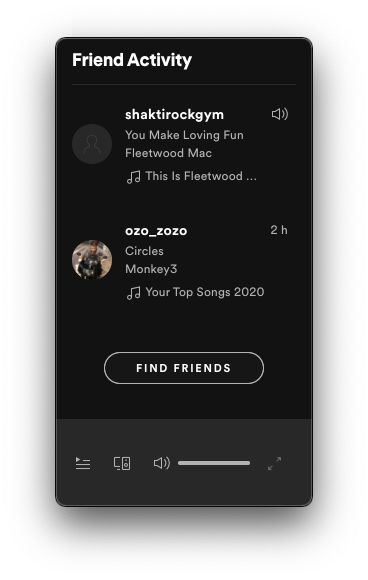 Friend Activity
shaktirockgym
You Make Loving Fun
Fleetwood Mac
This Is Fleetwood ...
ozo_zozo 2 h
Circles
Monkey3
Your Top Songs 2020
FIND FRIENDS